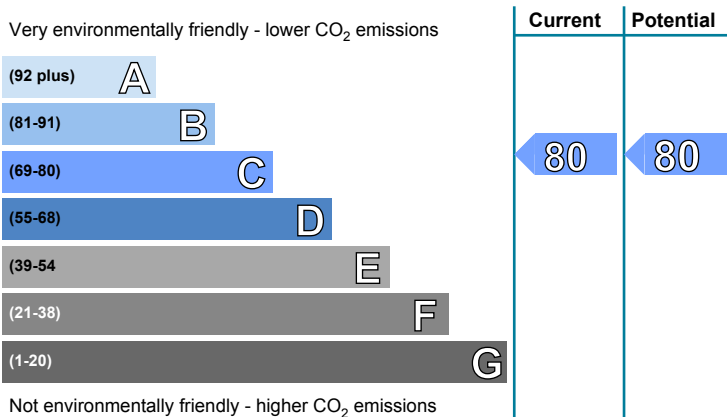 Very environmentally friendly - lower CO2 emissions
Current
Potential
(92 plus) A
(81-91) B
(69-80) C
80
80
(55-68) D
(39-54 E
(21-38) F
(1-20) G
Not environmentally friendly - higher CO2 emissions